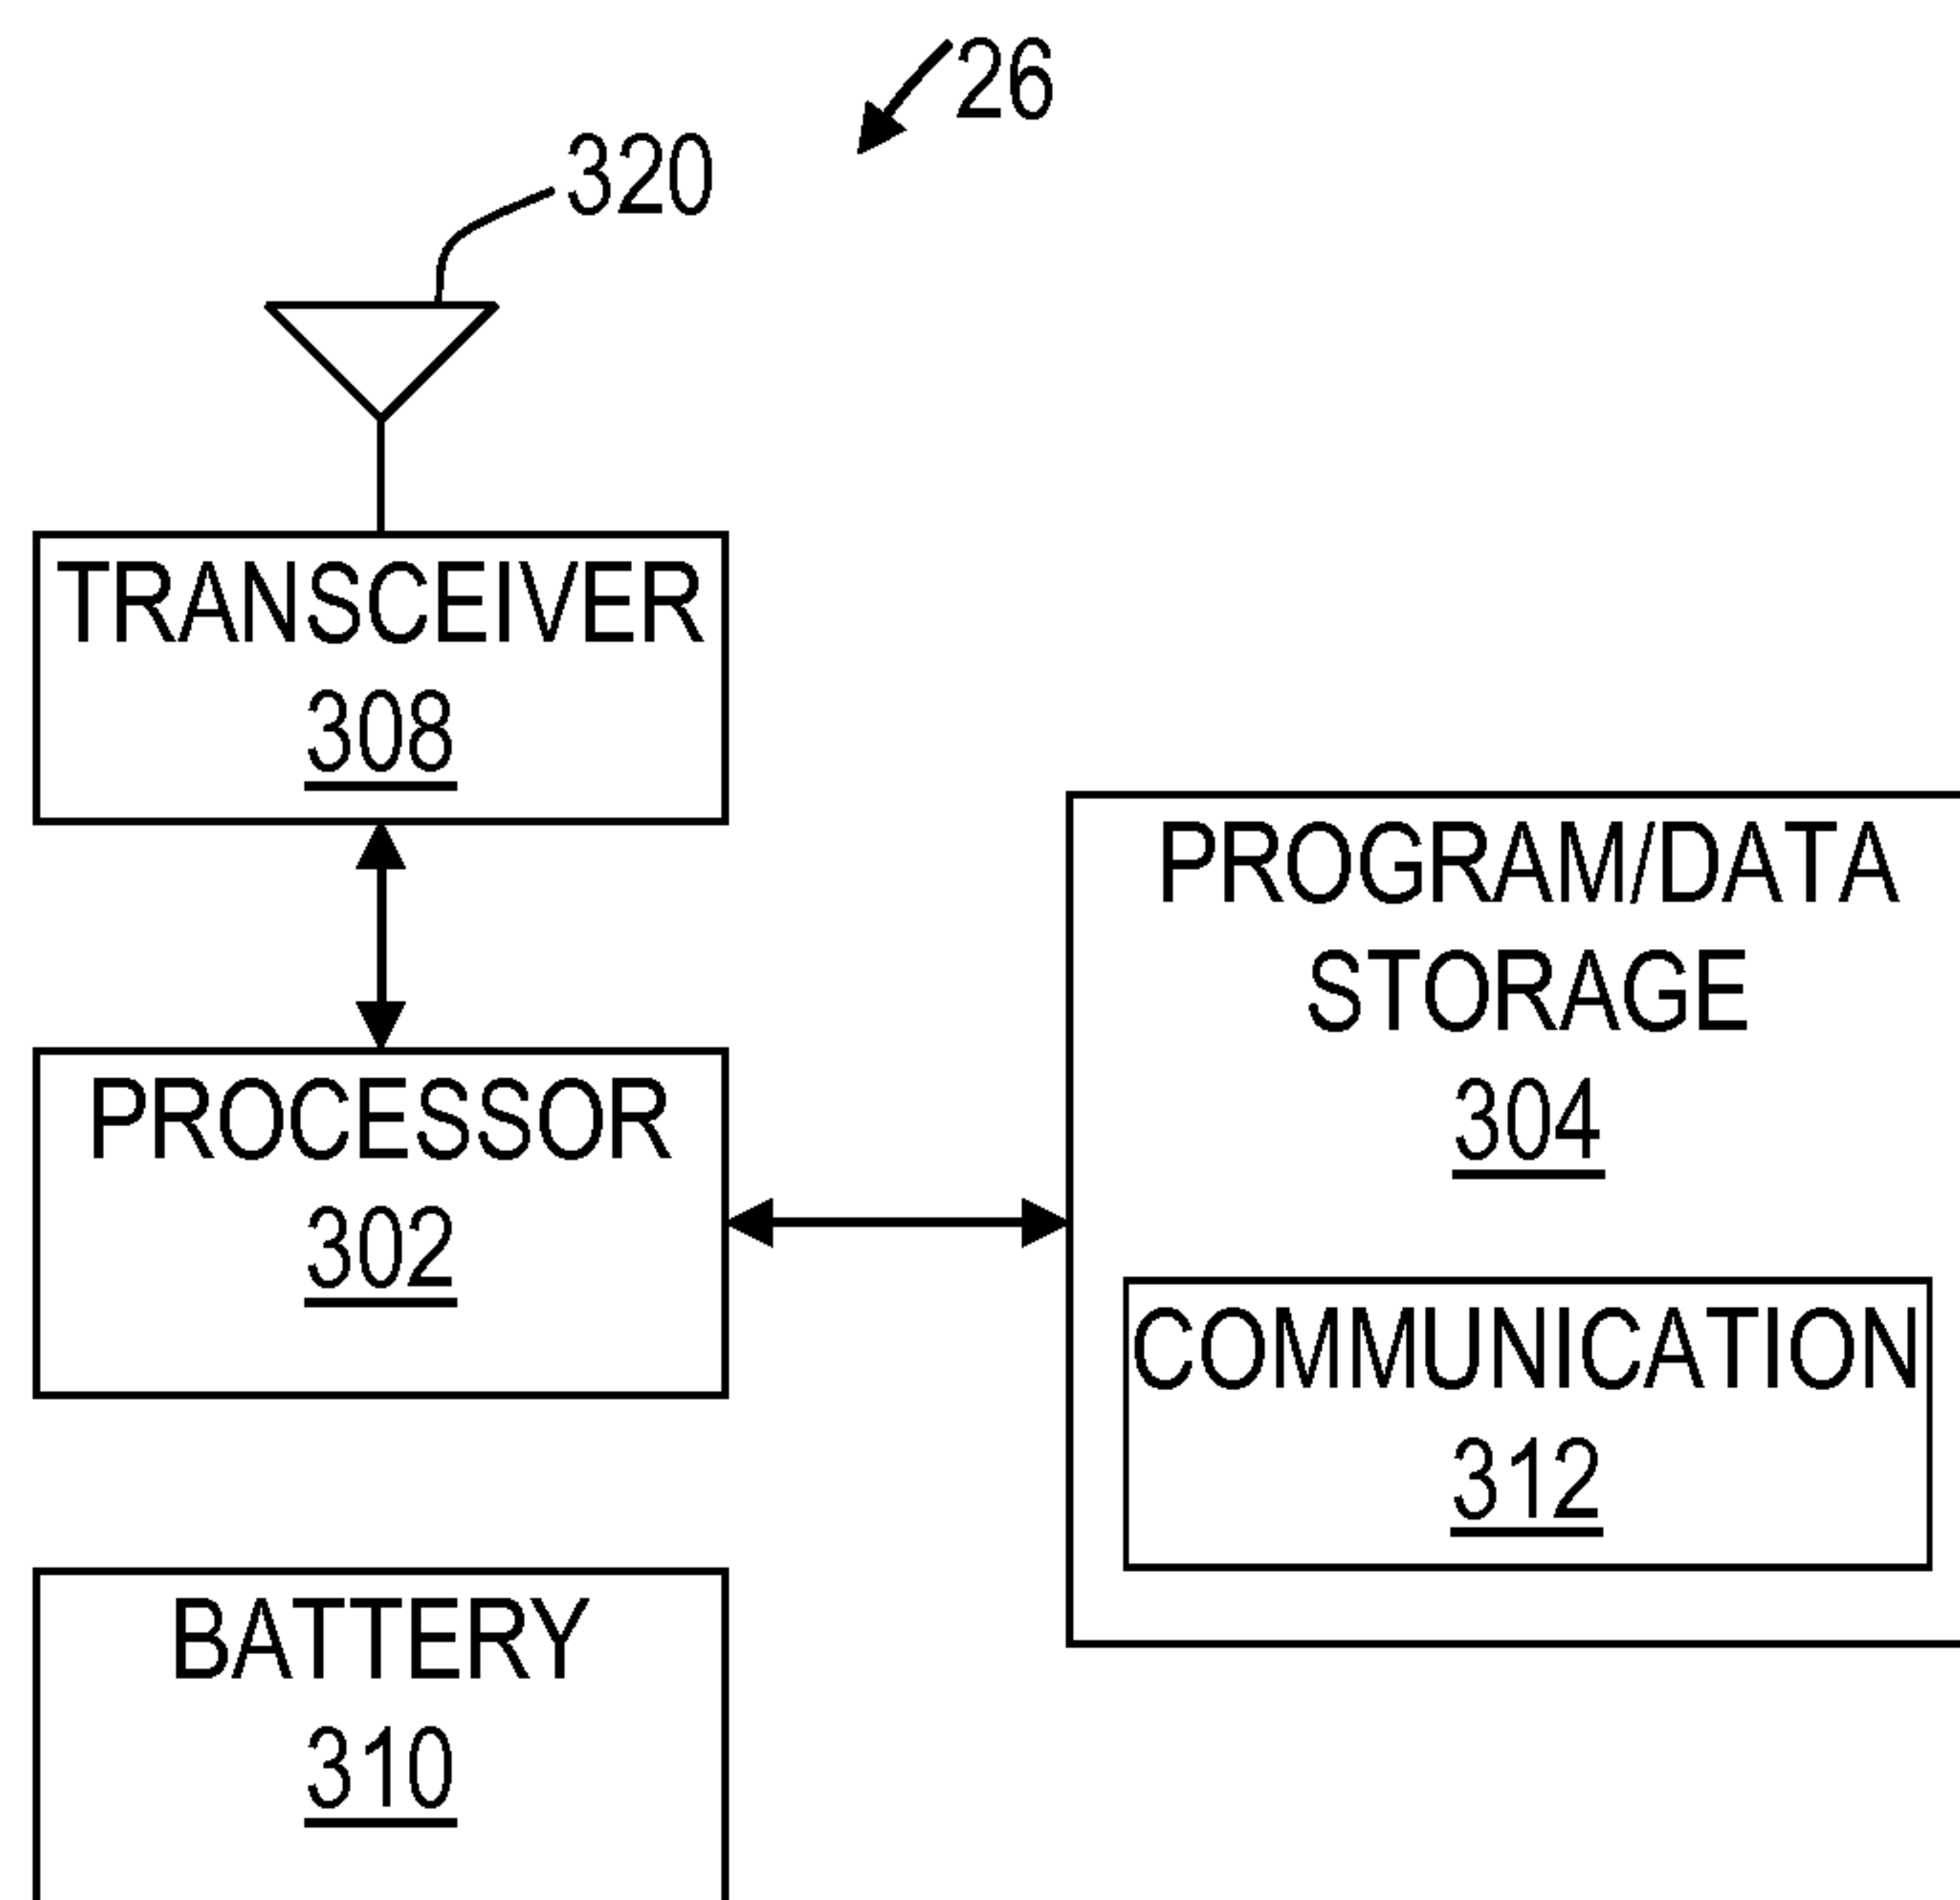 26
320
TRANSCEIVER
308
PROGRAM/DATA
STORAGE
304
PROCESSOR
302
COMMUNICATION
312
BATTERY
310